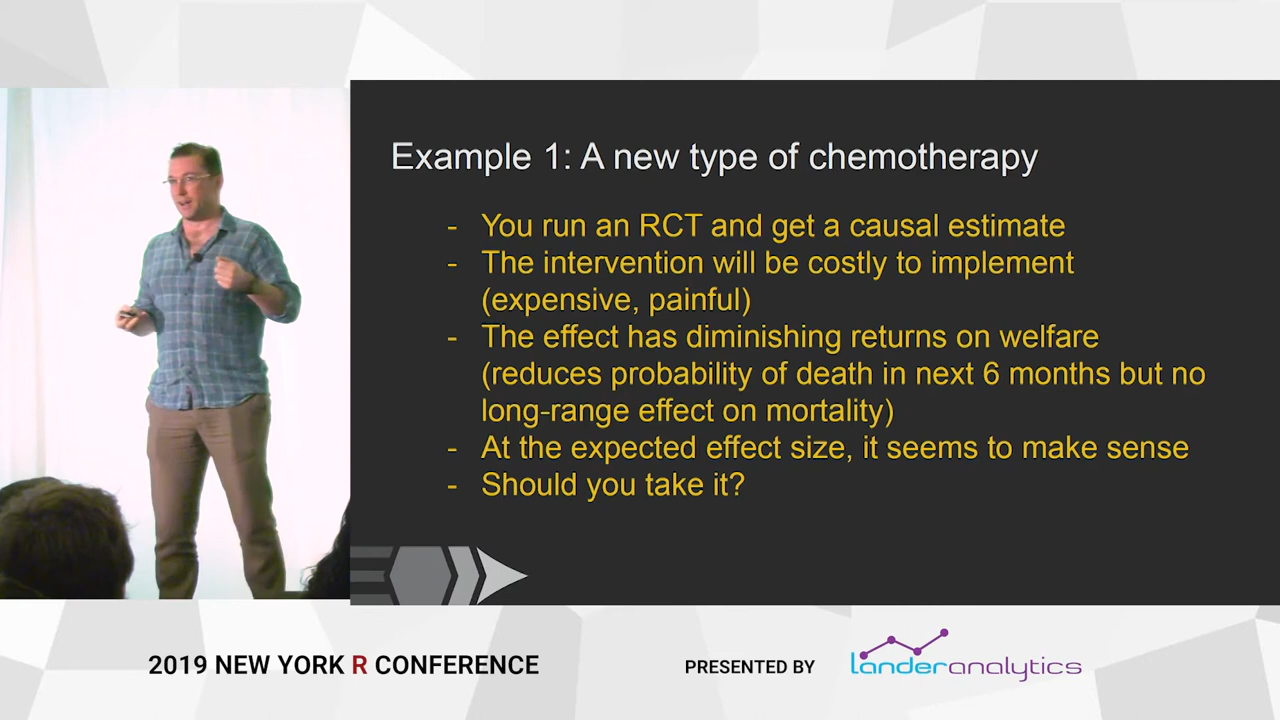 Example 1: A new type of chemotherapy
- You run an RCT and get a causal estimate
- The intervention will be costly to implement
(expensive, painful)
- The effect has diminishing returns on welfare
(reduces probability of death in next 6 months but no
long-range effect on mortality)
- At the expected effect size, it seems to make sense
- Should you take it?
2019 NEW YORK R CONFERENCE
PRESENTED BY
landeranalytics